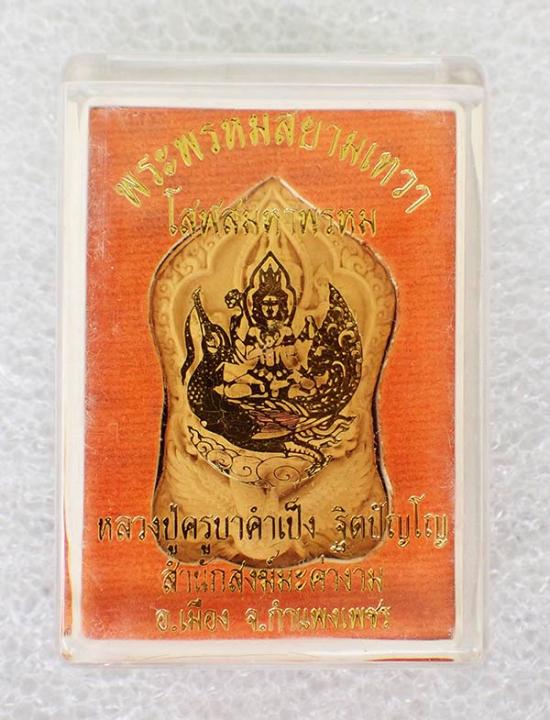 พระพรหมสยามเทวา
โสฬสมหาพรหม
หลวงปู่ครูบาคำเป็ง ฐิตปัญโญ
สำนักสงฆ์มะค่างาม
อ.เมือง จ.กำแพงเพชร